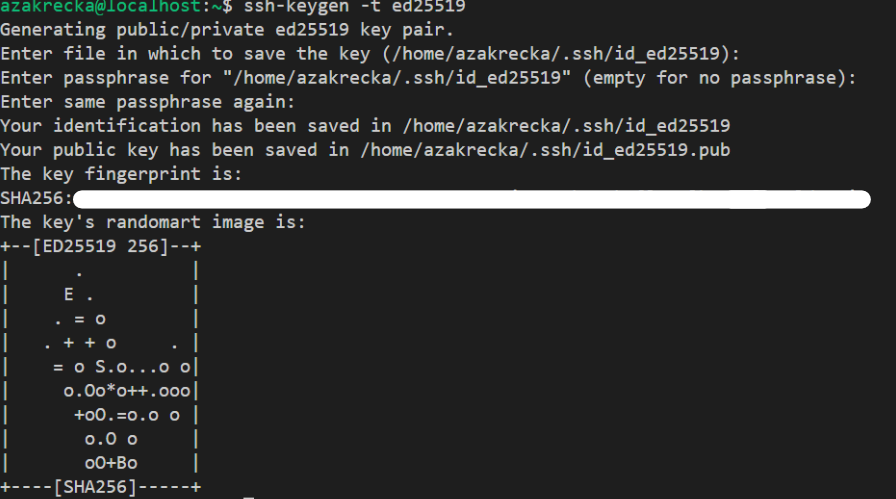 azakrecka@localhost:~$ ssh-keygen -t ed25519
Generating public/private ed25519 key pair.
Enter file in which to save the key (/home/azakrecka/.ssh/id_ed25519):
Enter passphrase for "/home/azakrecka/.ssh/id_ed25519" (empty for no passphrase):
Enter same passphrase again:
Your identification has been saved in /home/azakrecka/.ssh/id_ed25519
Your public key has been saved in /home/azakrecka/.ssh/id_ed25519.pub
The key fingerprint is:
SHA256:
The key's randomart image is:
+--[ED25519 256]--+
|      .          |
|     E .         |
|    . = o        |
|   . + + o     . |
|    = o S.o...o o|
|     o.Oo*o++.ooo|
|      +oO.=o.o o |
|       o.O o     |
|       oO+Bo     |
+----[SHA256]-----+